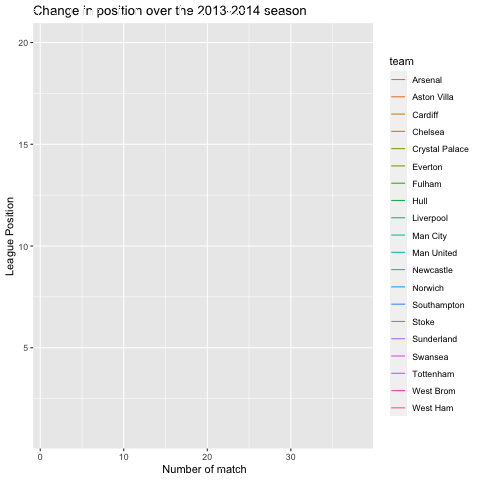 Change in position over the 2013-2014 season
20
15
10
5
League Position
0 10 20 30
Number of match
team
Arsenal
Aston Villa
Cardiff
Chelsea
Crystal Palace
Everton
Fulham
Hull
Liverpool
Man City
Man United
Newcastle
Norwich
Southampton
Stoke
Sunderland
Swansea
Tottenham
West Brom
West Ham